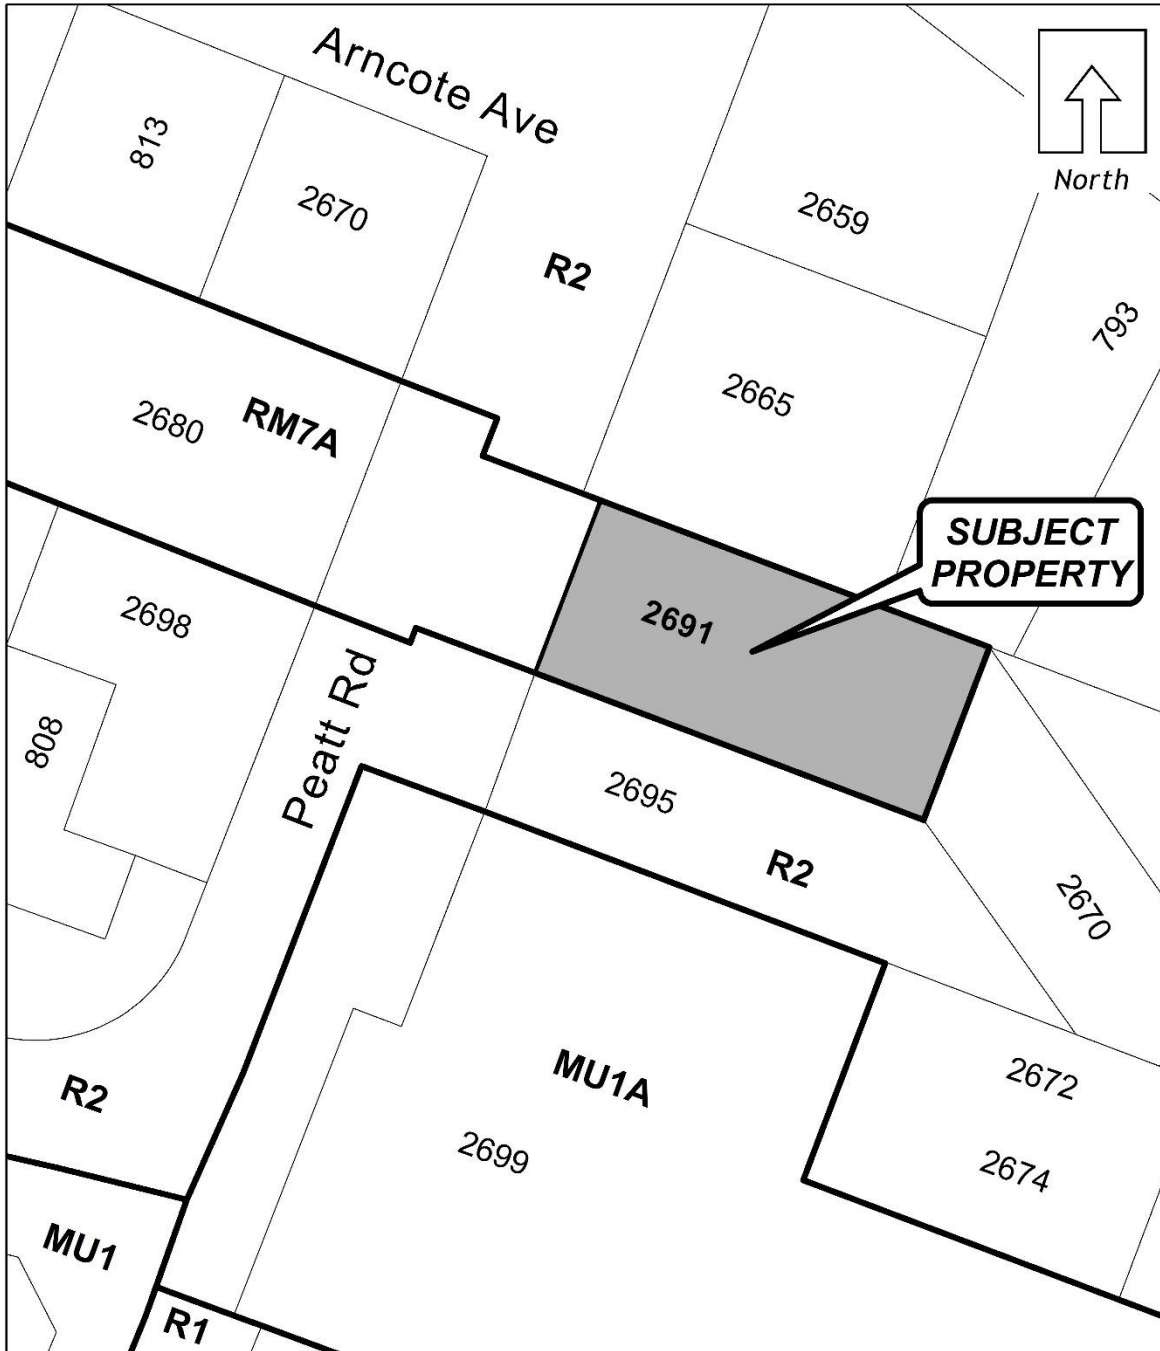 Arncote Ave
North
813
2670
2659
R2
793
2665
2680
RM7A
SUBJECT
PROPERTY
2691
2698
Peatt Rd
808
2695
R2
2670
MU1A
2672
R2
2699
2674
MU1
R1